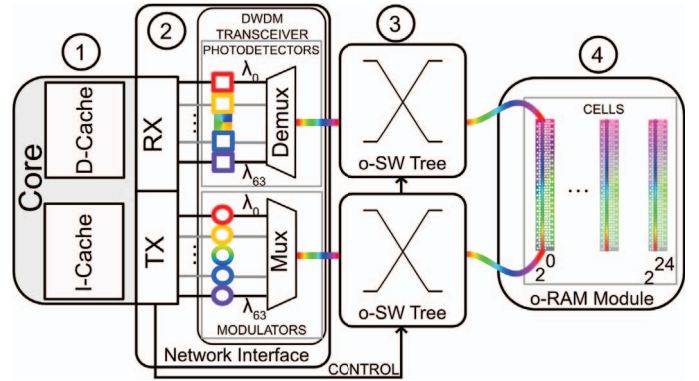 1
2
3
4
DWDM
TRANSCEIVER
PHOTODETECTORS
Core
D-Cache
I-Cache
RX
TX
λ0
...
λ63
Demux
λ0
...
λ63
Mux
MODULATORS
Network Interface
CONTROL
o-SW Tree
o-SW Tree
CELLS
...
2^0
2^24
o-RAM Module